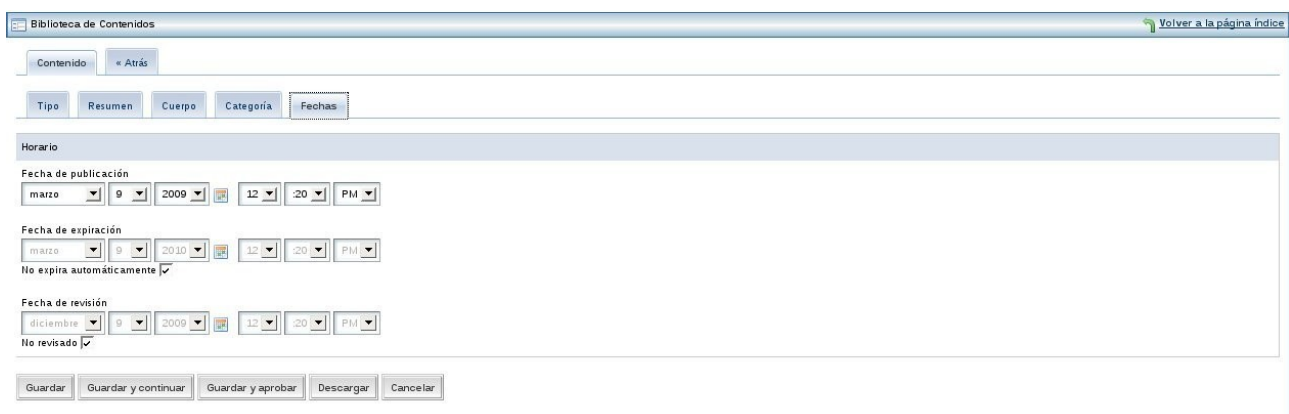 Biblioteca de Contenidos Volver a la página índice
Contenido « Atrás
Tipo Resumen Cuerpo Categoría Fechas
Horario
Fecha de publicación
marzo 9 2009 12 :20 PM
Fecha de expiración
marzo 9 2010 12 :20 PM
No expira automáticamente
Fecha de revisión
diciembre 9 2009 12 :20 PM
No revisado
Guardar Guardar y continuar Guardar y aprobar Descargar Cancelar